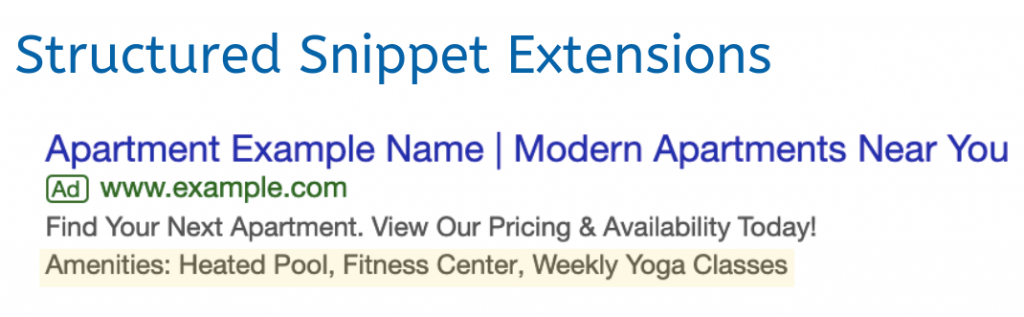 Structured Snippet Extensions
Apartment Example Name | Modern Apartments Near You
Ad www.example.com
Find Your Next Apartment. View Our Pricing & Availability Today!
Amenities: Heated Pool, Fitness Center, Weekly Yoga Classes